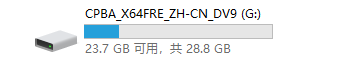 CPBA_X64FRE_ZH-CN_DV9 (G:)
23.7 GB 可用，共 28.8 GB